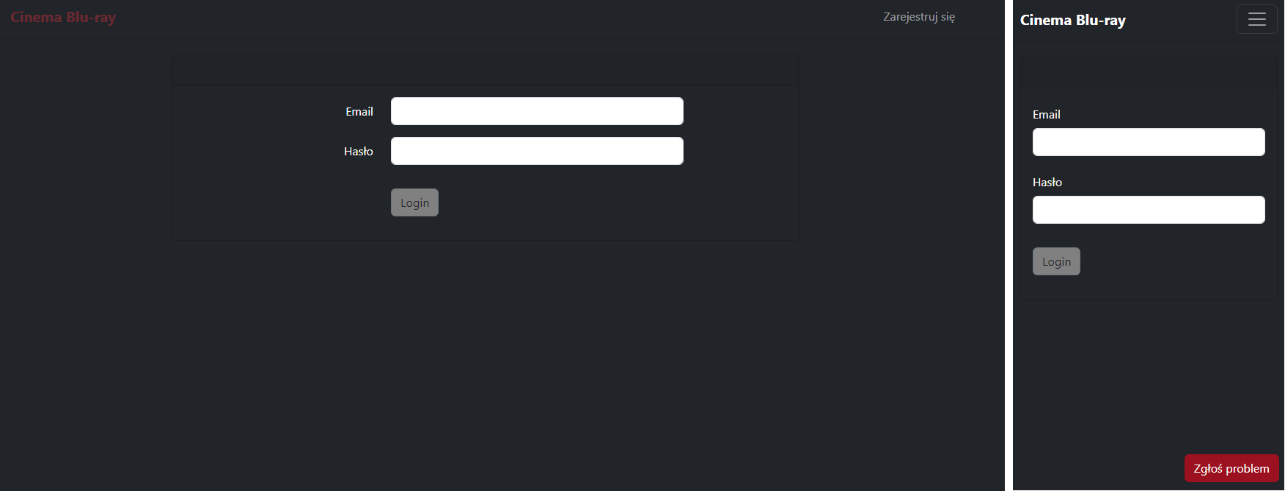 Cinema Blu-ray
Zarejestruj się
Email
Hasło
Login
Cinema Blu-ray
Email
Hasło
Login
Zgłoś problem